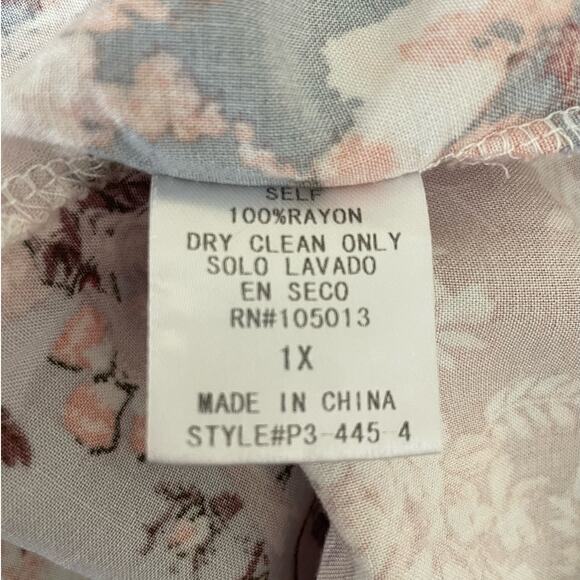 SELF
100%RAYON
DRY CLEAN ONLY
SOLO LAVADO
EN SECO
RN#105013
1X
MADE IN CHINA
STYLE#P3-445-4